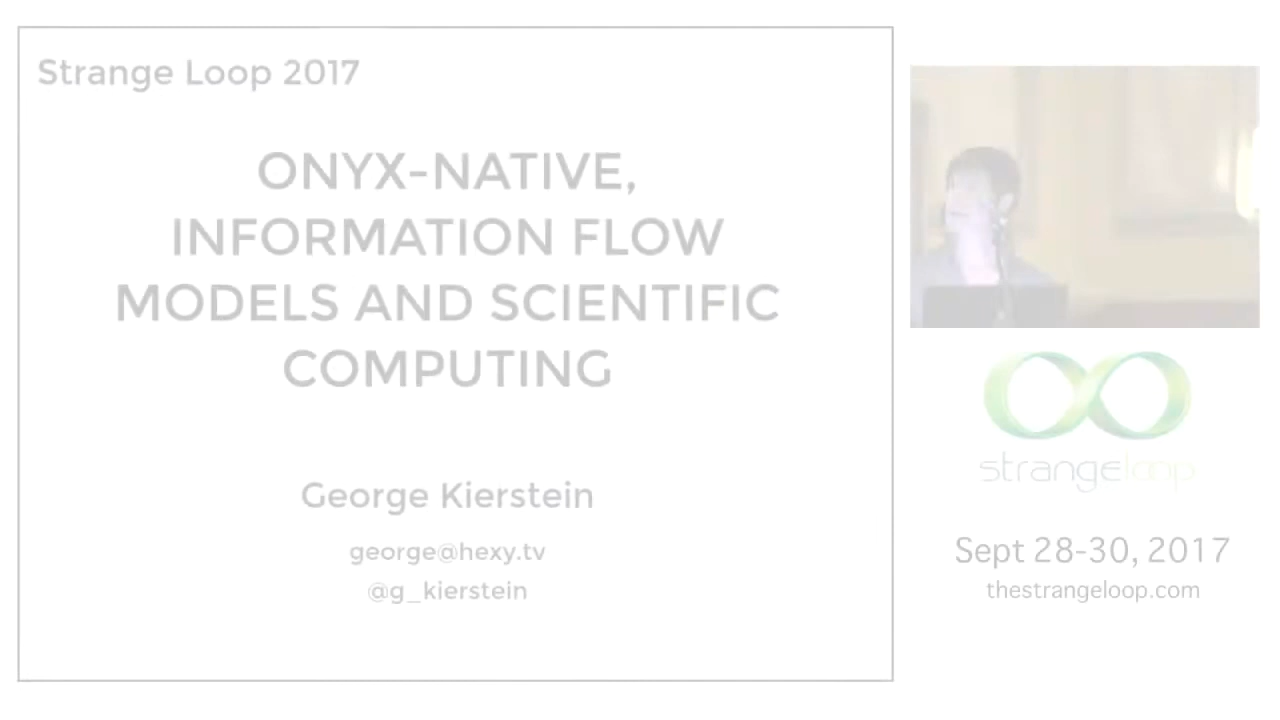 Strange Loop 2017
ONYX-NATIVE,
INFORMATION FLOW
MODELS AND SCIENTIFIC
COMPUTING
George Kierstein
george@hexy.tv
@g_kierstein
strangeloop
Sept 28-30, 2017
thestrangeloop.com